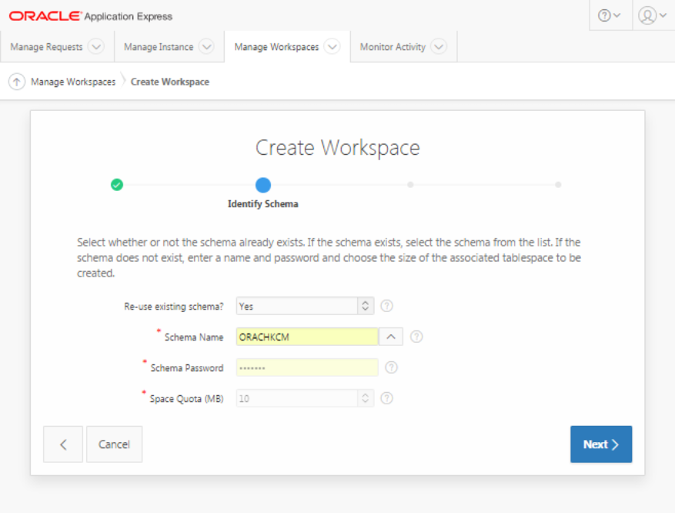 ORACLE Application Express
Manage Requests Manage Instance Manage Workspaces Monitor Activity
Manage Workspaces Create Workspace
Create Workspace
Identify Schema
Select whether or not the schema already exists. If the schema exists, select the schema from the list. If the
schema does not exist, enter a name and password and choose the size of the associated tablespace to be
created.
Re-use existing schema? Yes ?
* Schema Name ORACHKCM ?
* Schema Password ••••••• ?
* Space Quota (MB) 10 ?
< Cancel Next >